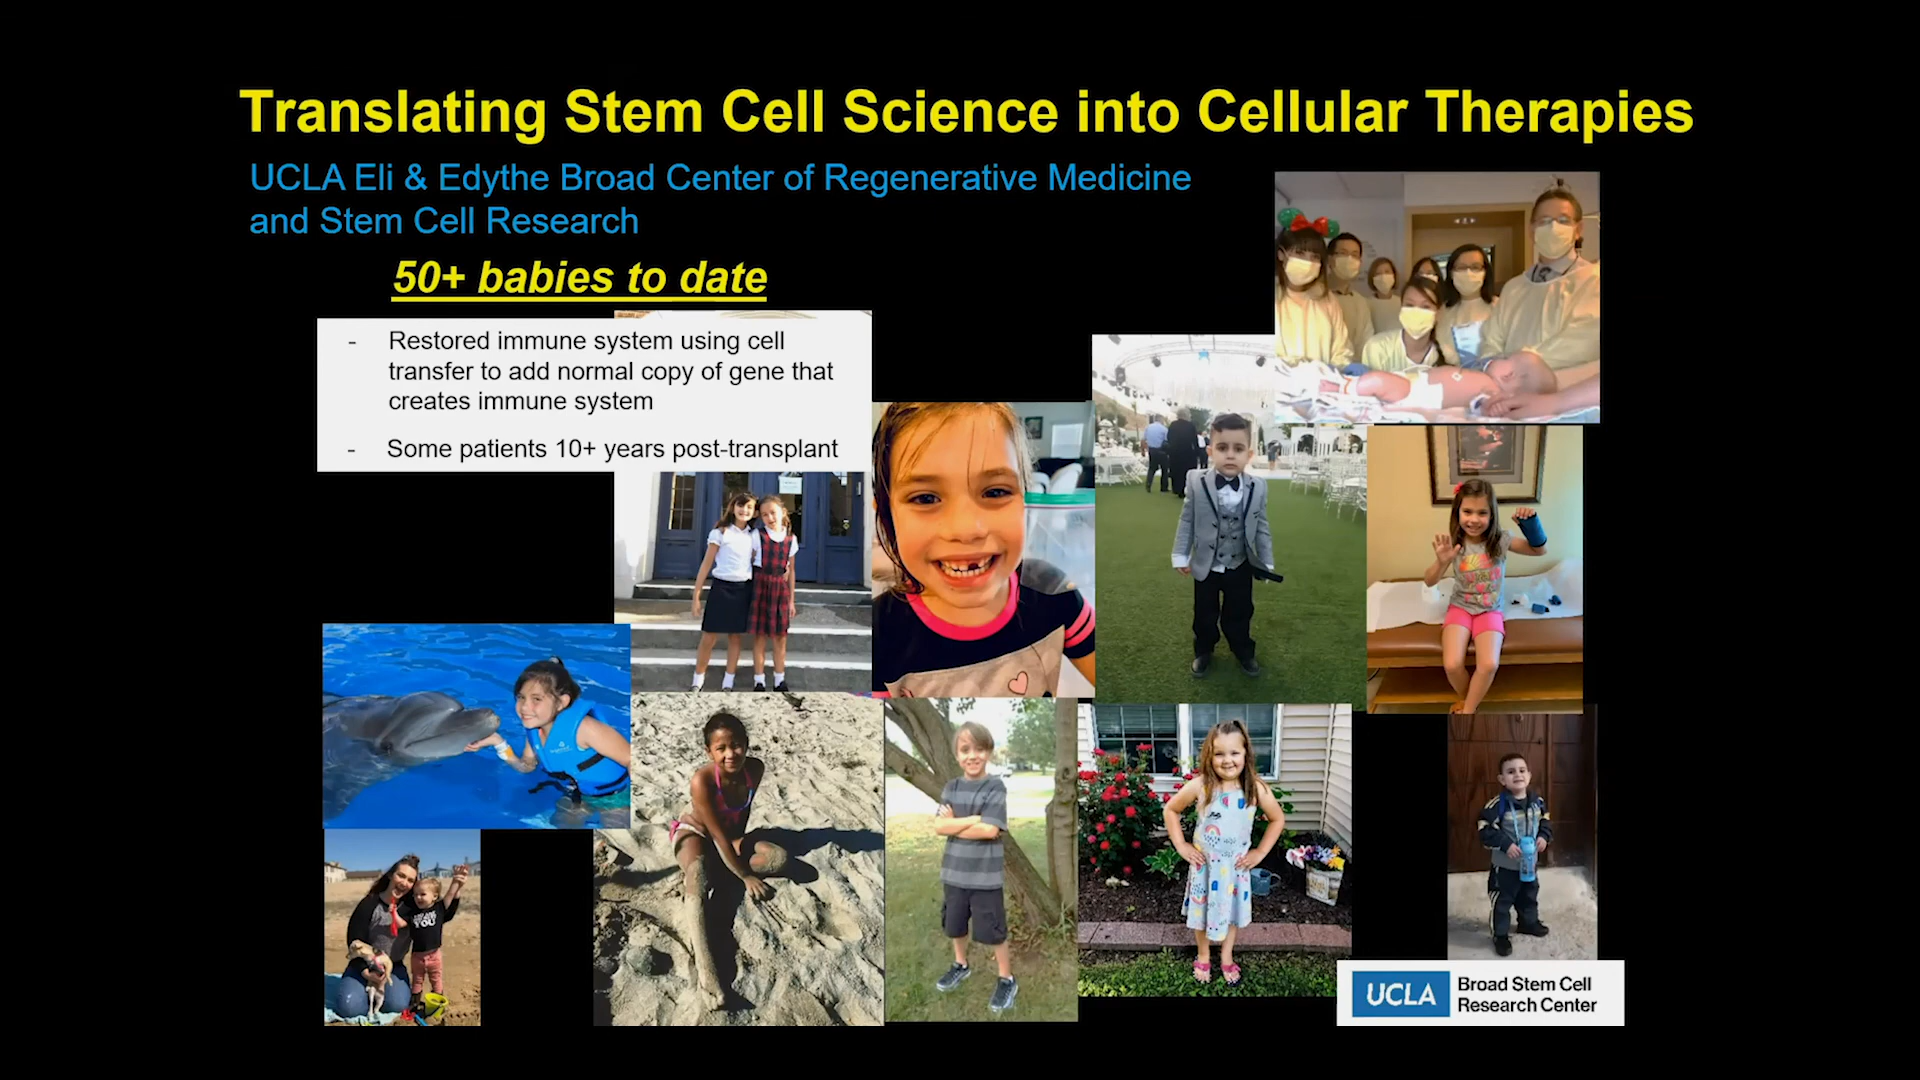 Translating Stem Cell Science into Cellular Therapies
UCLA Eli & Edythe Broad Center of Regenerative Medicine
and Stem Cell Research
50+ babies to date
- Restored immune system using cell
transfer to add normal copy of gene that
creates immune system
- Some patients 10+ years post-transplant
YOU
UCLA
Broad Stem Cell
Research Center